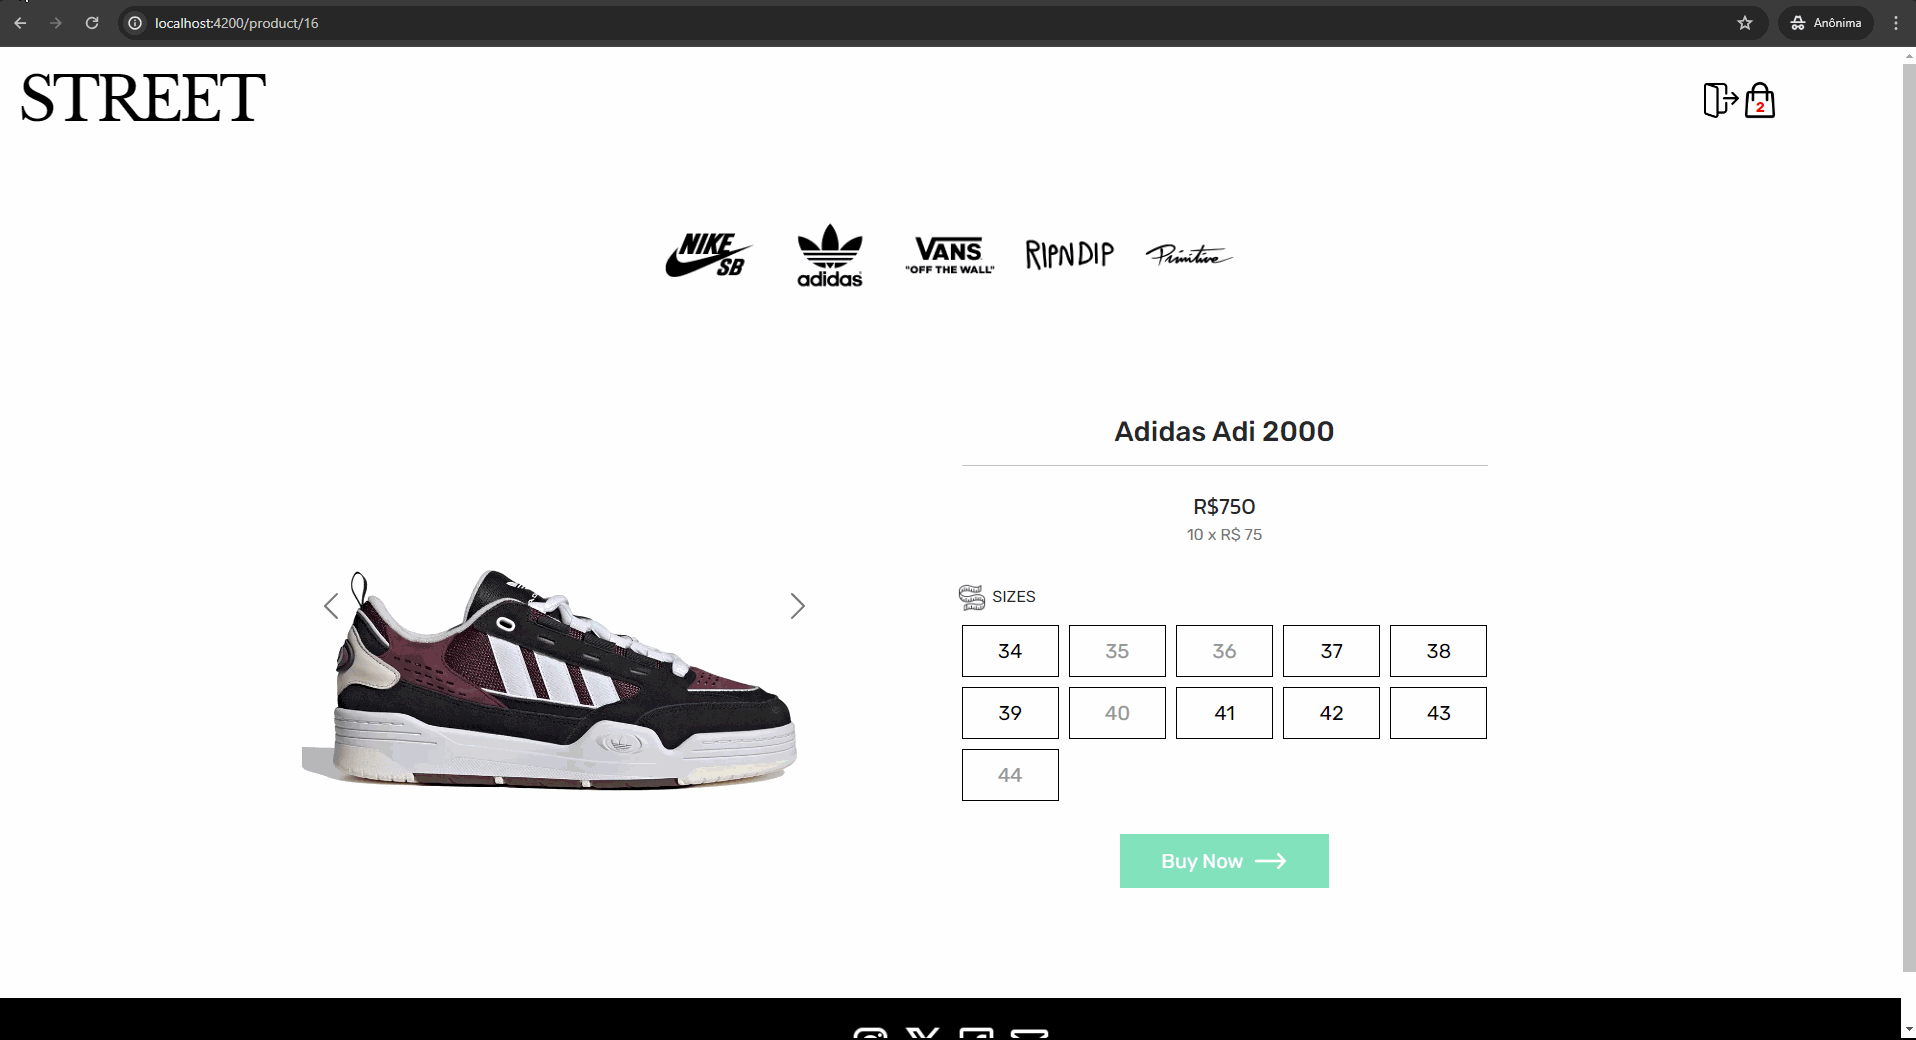 localhost:4200/product/16
Anônima
STREET
2
NIKE
SB
adidas
VANS
"OFF THE WALL"
RIPNDIP
Primitive
Adidas Adi 2000
R$750
10 x R$ 75
SIZES
34 35 36 37 38
39 40 41 42 43
44
Buy Now